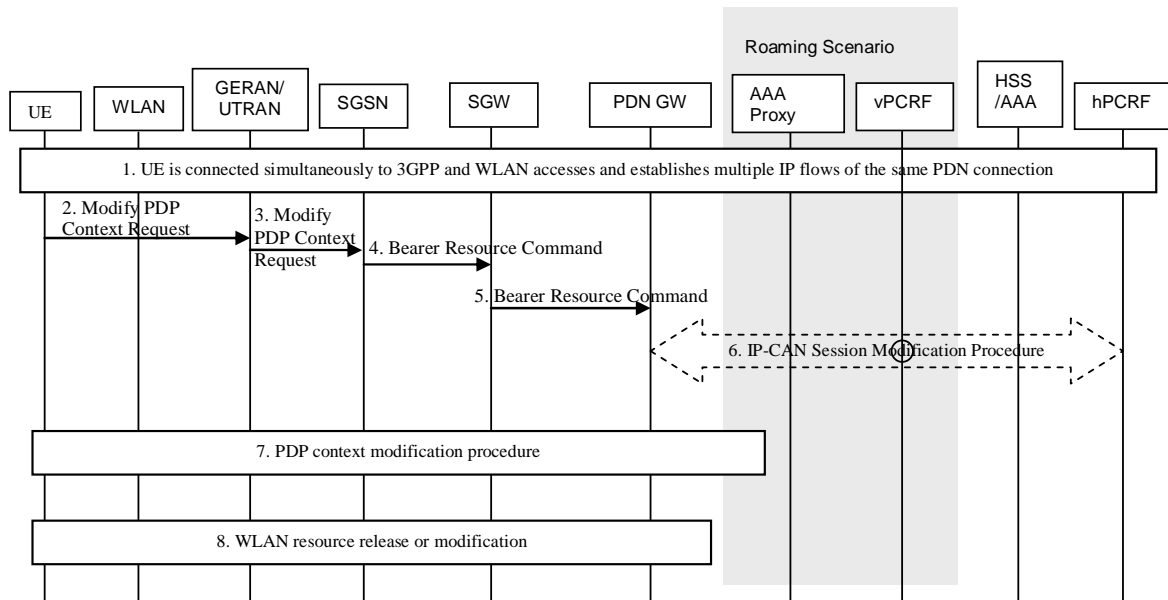 Roaming Scenario
UE
WLAN
GERAN/
UTRAN
SGSN
SGW
PDN GW
AAA
Proxy
vPCRF
HSS
/AAA
hPCRF
1. UE is connected simultaneously to 3GPP and WLAN accesses and establishes multiple IP flows of the same PDN connection
2. Modify PDP
Context Request
3. Modify
PDP Context
Request
4. Bearer Resource Command
5. Bearer Resource Command
6. IP-CAN Session Modification Procedure
7. PDP context modification procedure
8. WLAN resource release or modification